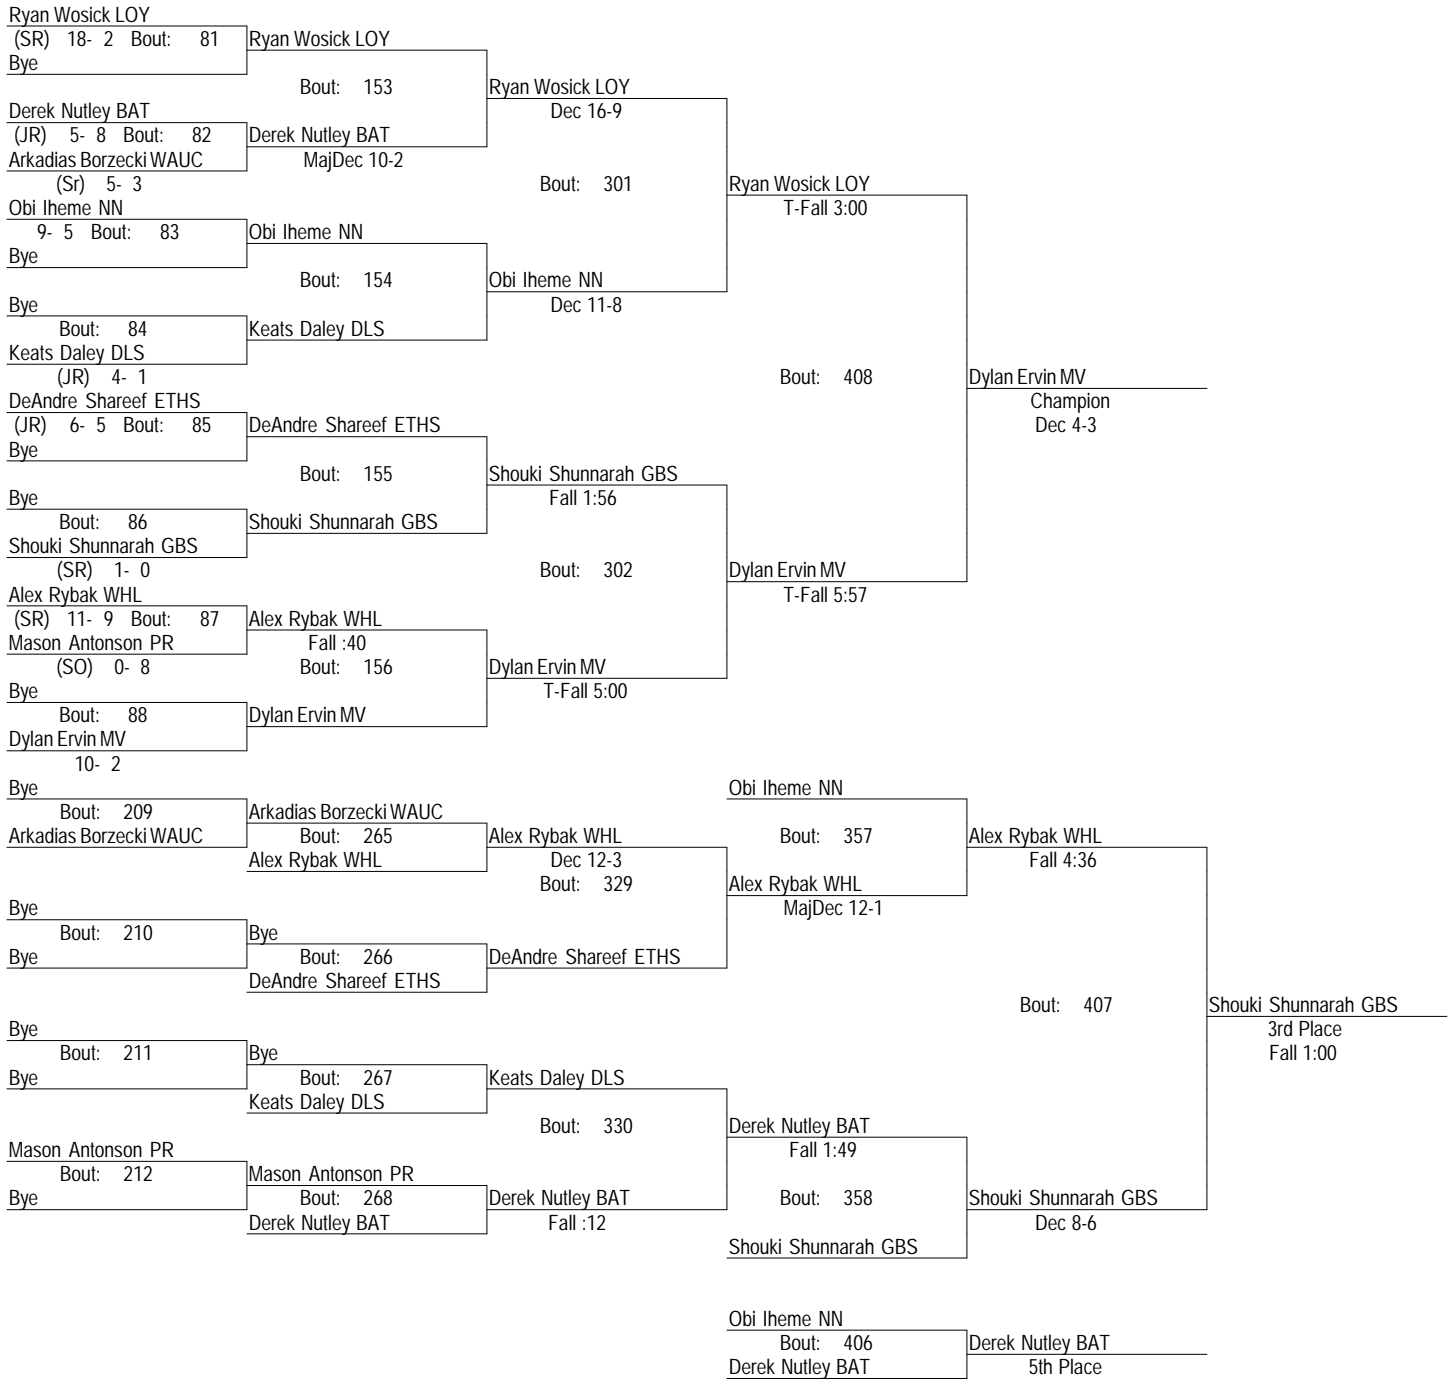 Ryan Wosick LOY
(SR) 18- 2 Bout: 81 Ryan Wosick LOY
Bye
Bout: 153 Ryan Wosick LOY
Derek Nutley BAT Dec 16-9
(JR) 5- 8 Bout: 82 Derek Nutley BAT
Arkadias Borzecki WAUC MajDec 10-2
(Sr) 5- 3 Bout: 301 Ryan Wosick LOY
Obi Iheme NN T-Fall 3:00
9- 5 Bout: 83 Obi Iheme NN
Bye
Bout: 154 Obi Iheme NN
Bye Dec 11-8
Bout: 84 Keats Daley DLS
Keats Daley DLS
(JR) 4- 1 Bout: 408 Dylan Ervin MV
DeAndre Shareef ETHS Champion
(JR) 6- 5 Bout: 85 DeAndre Shareef ETHS Dec 4-3
Bye
Bout: 155 Shouki Shunnarah GBS
Bye Fall 1:56
Bout: 86 Shouki Shunnarah GBS
Shouki Shunnarah GBS
(SR) 1- 0 Bout: 302 Dylan Ervin MV
Alex Rybak WHL T-Fall 5:57
(SR) 11- 9 Bout: 87 Alex Rybak WHL
Mason Antonson PR Fall :40
(SO) 0- 8 Bout: 156 Dylan Ervin MV
Bye T-Fall 5:00
Bout: 88 Dylan Ervin MV
Dylan Ervin MV
10- 2
Bye Obi Iheme NN
Bout: 209 Arkadias Borzecki WAUC
Arkadias Borzecki WAUC Bout: 265 Alex Rybak WHL Bout: 357 Alex Rybak WHL
Alex Rybak WHL Dec 12-3 Fall 4:36
Bout: 329 Alex Rybak WHL
Bye MajDec 12-1
Bout: 210 Bye
Bye Bout: 266 DeAndre Shareef ETHS
DeAndre Shareef ETHS
Bout: 407 Shouki Shunnarah GBS
Bye 3rd Place
Bout: 211 Bye Fall 1:00
Bye Bout: 267 Keats Daley DLS
Keats Daley DLS
Bout: 330 Derek Nutley BAT
Mason Antonson PR Fall 1:49
Bout: 212 Mason Antonson PR
Bye Bout: 268 Derek Nutley BAT Bout: 358 Shouki Shunnarah GBS
Derek Nutley BAT Fall :12 Dec 8-6
Shouki Shunnarah GBS
Obi Iheme NN
Bout: 406 Derek Nutley BAT
Derek Nutley BAT 5th Place